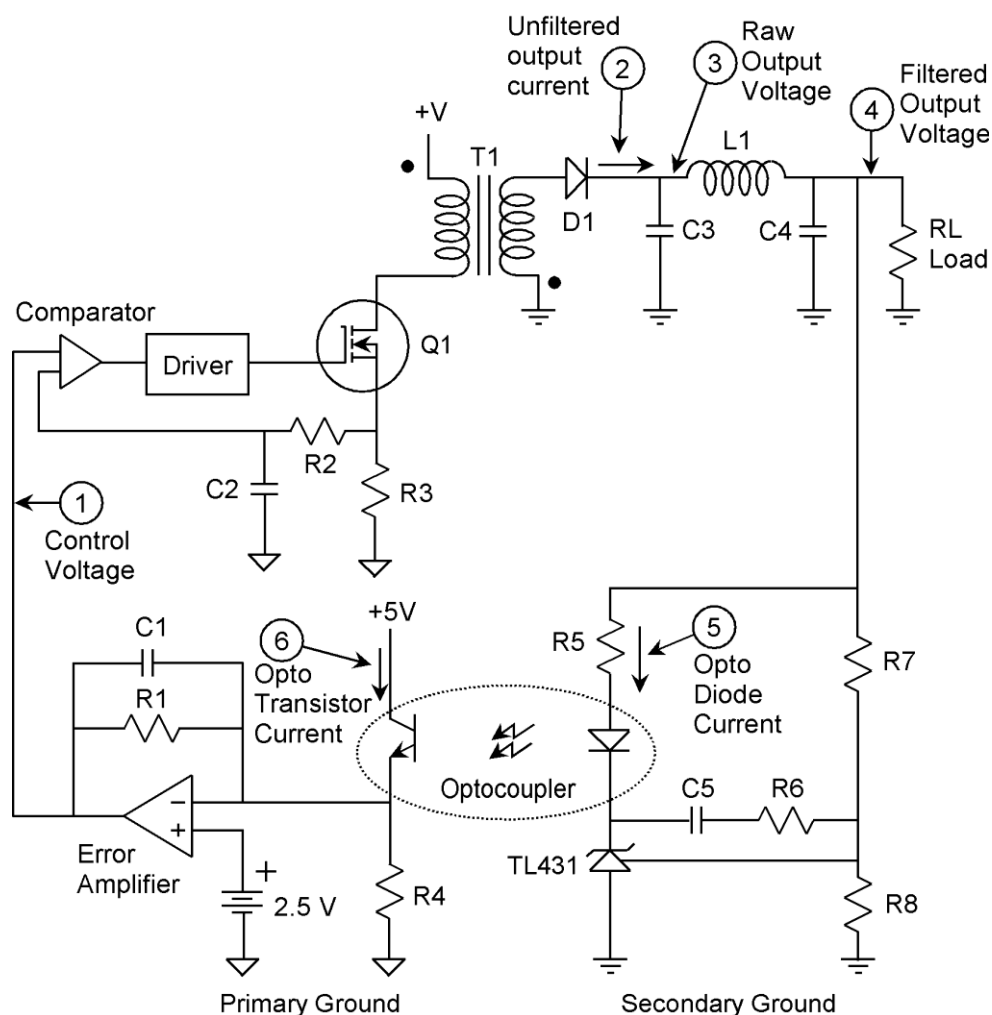 Unfiltered
output
current
2
3
Raw
Output
Voltage
4
Filtered
Output
Voltage
+V
T1
L1
D1
C3
C4
RL
Load
Comparator
Driver
Q1
R2
C2
R3
1
Control
Voltage
+5V
C1
6
Opto
Transistor
Current
R1
R5
5
Opto
Diode
Current
R7
Optocoupler
C5
R6
−
+
Error
Amplifier
+
2.5 V
R4
TL431
R8
Primary Ground
Secondary Ground